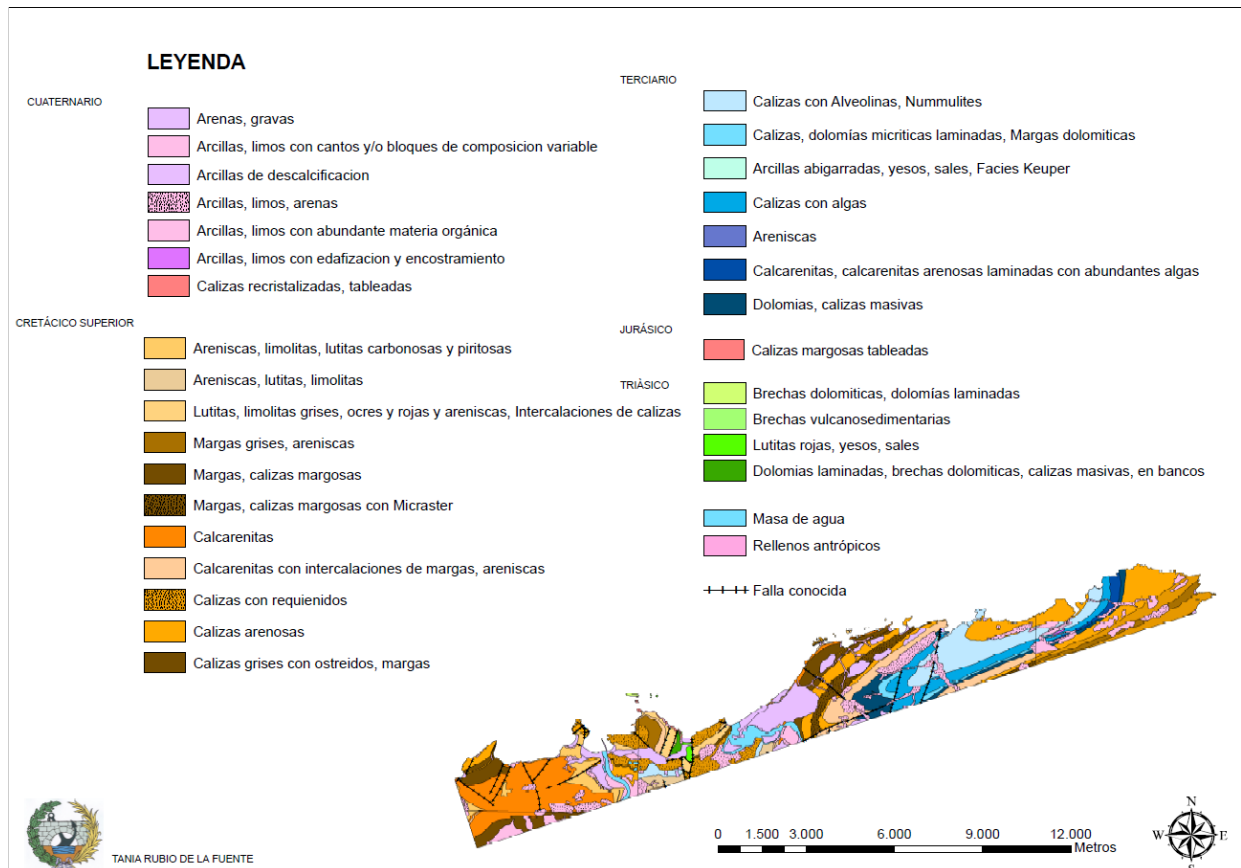 LEYENDA
CUATERNARIO
Arenas, gravas
Arcillas, limos con cantos y/o bloques de composicion variable
Arcillas de descalcificacion
Arcillas, limos, arenas
Arcillas, limos con abundante materia orgánica
Arcillas, limos con edafizacion y encostramiento
Calizas recristalizadas, tableadas
CRETÁCICO SUPERIOR
Areniscas, limolitas, lutitas carbonosas y piritosas
Areniscas, lutitas, limolitas
Lutitas, limolitas grises, ocres y rojas y areniscas, Intercalaciones de calizas
Margas grises, areniscas
Margas, calizas margosas
Margas, calizas margosas con Micraster
Calcarenitas
Calcarenitas con intercalaciones de margas, areniscas
Calizas con requienidos
Calizas arenosas
Calizas grises con ostreidos, margas
TERCIARIO
Calizas con Alveolinas, Nummulites
Calizas, dolomías micriticas laminadas, Margas dolomiticas
Arcillas abigarradas, yesos, sales, Facies Keuper
Calizas con algas
Areniscas
Calcarenitas, calcarenitas arenosas laminadas con abundantes algas
Dolomias, calizas masivas
JURÁSICO
Calizas margosas tableadas
TRIÁSICO
Brechas dolomiticas, dolomías laminadas
Brechas vulcanosedimentarias
Lutitas rojas, yesos, sales
Dolomias laminadas, brechas dolomiticas, calizas masivas, en bancos
Masa de agua
Rellenos antrópicos
Falla conocida
0 1.500 3.000 6.000 9.000 12.000
Metros
N
W E
S
TANIA RUBIO DE LA FUENTE